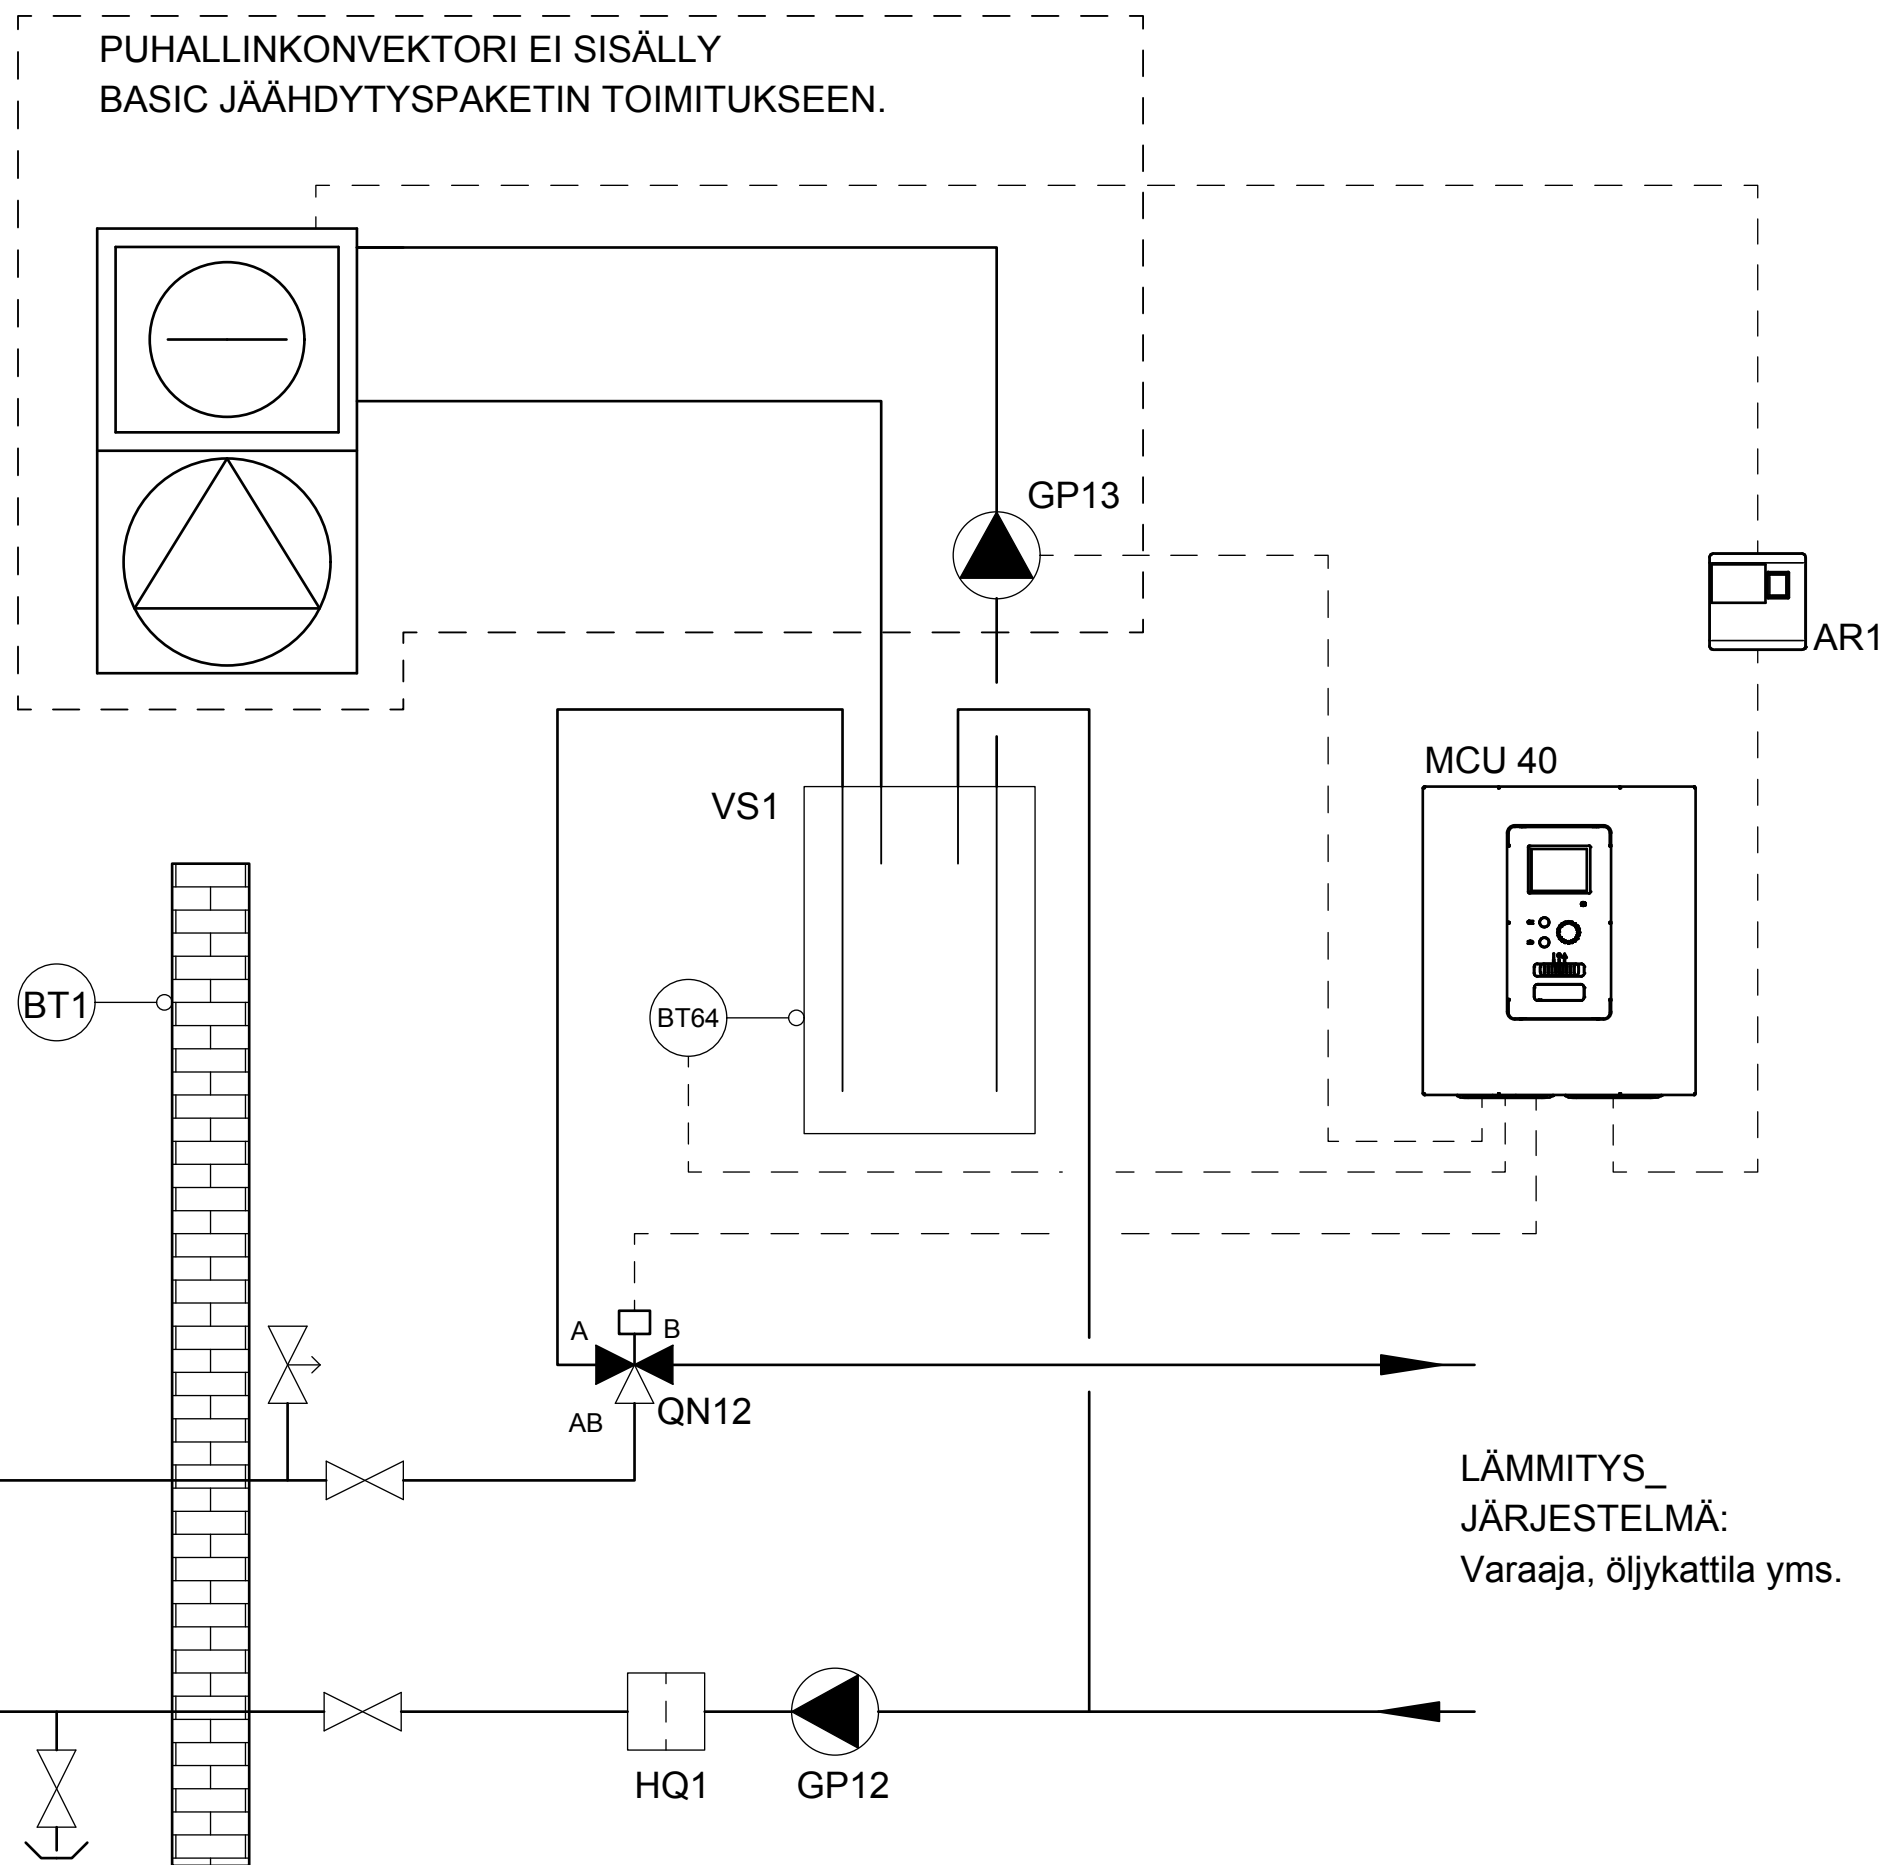 PUHALLINKONVEKTORI EI SISÄLLY
BASIC JÄÄHDYTYSPAKETIN TOIMITUKSEEN.
GP13
AR1
MCU 40
VS1
BT1
BT64
A
B
AB
QN12
LÄMMITYS_
JÄRJESTELMÄ:
Varaaja, öljykattila yms.
HQ1
GP12